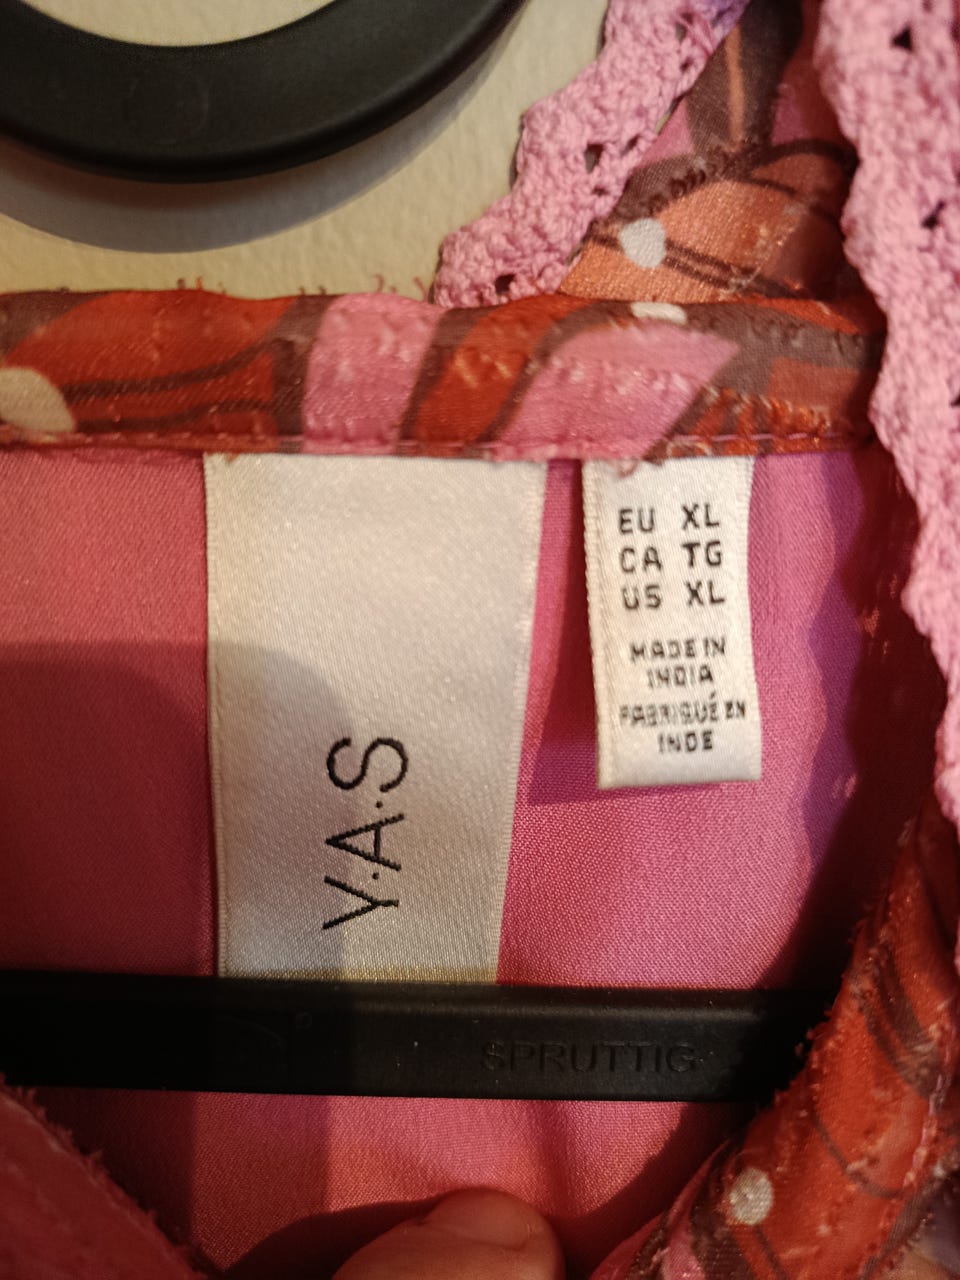 Y·A·S
EU XL
CA TG
US XL
MADE IN
INDIA
FABRIQUÉ EN
INDE
SPRUTTIG